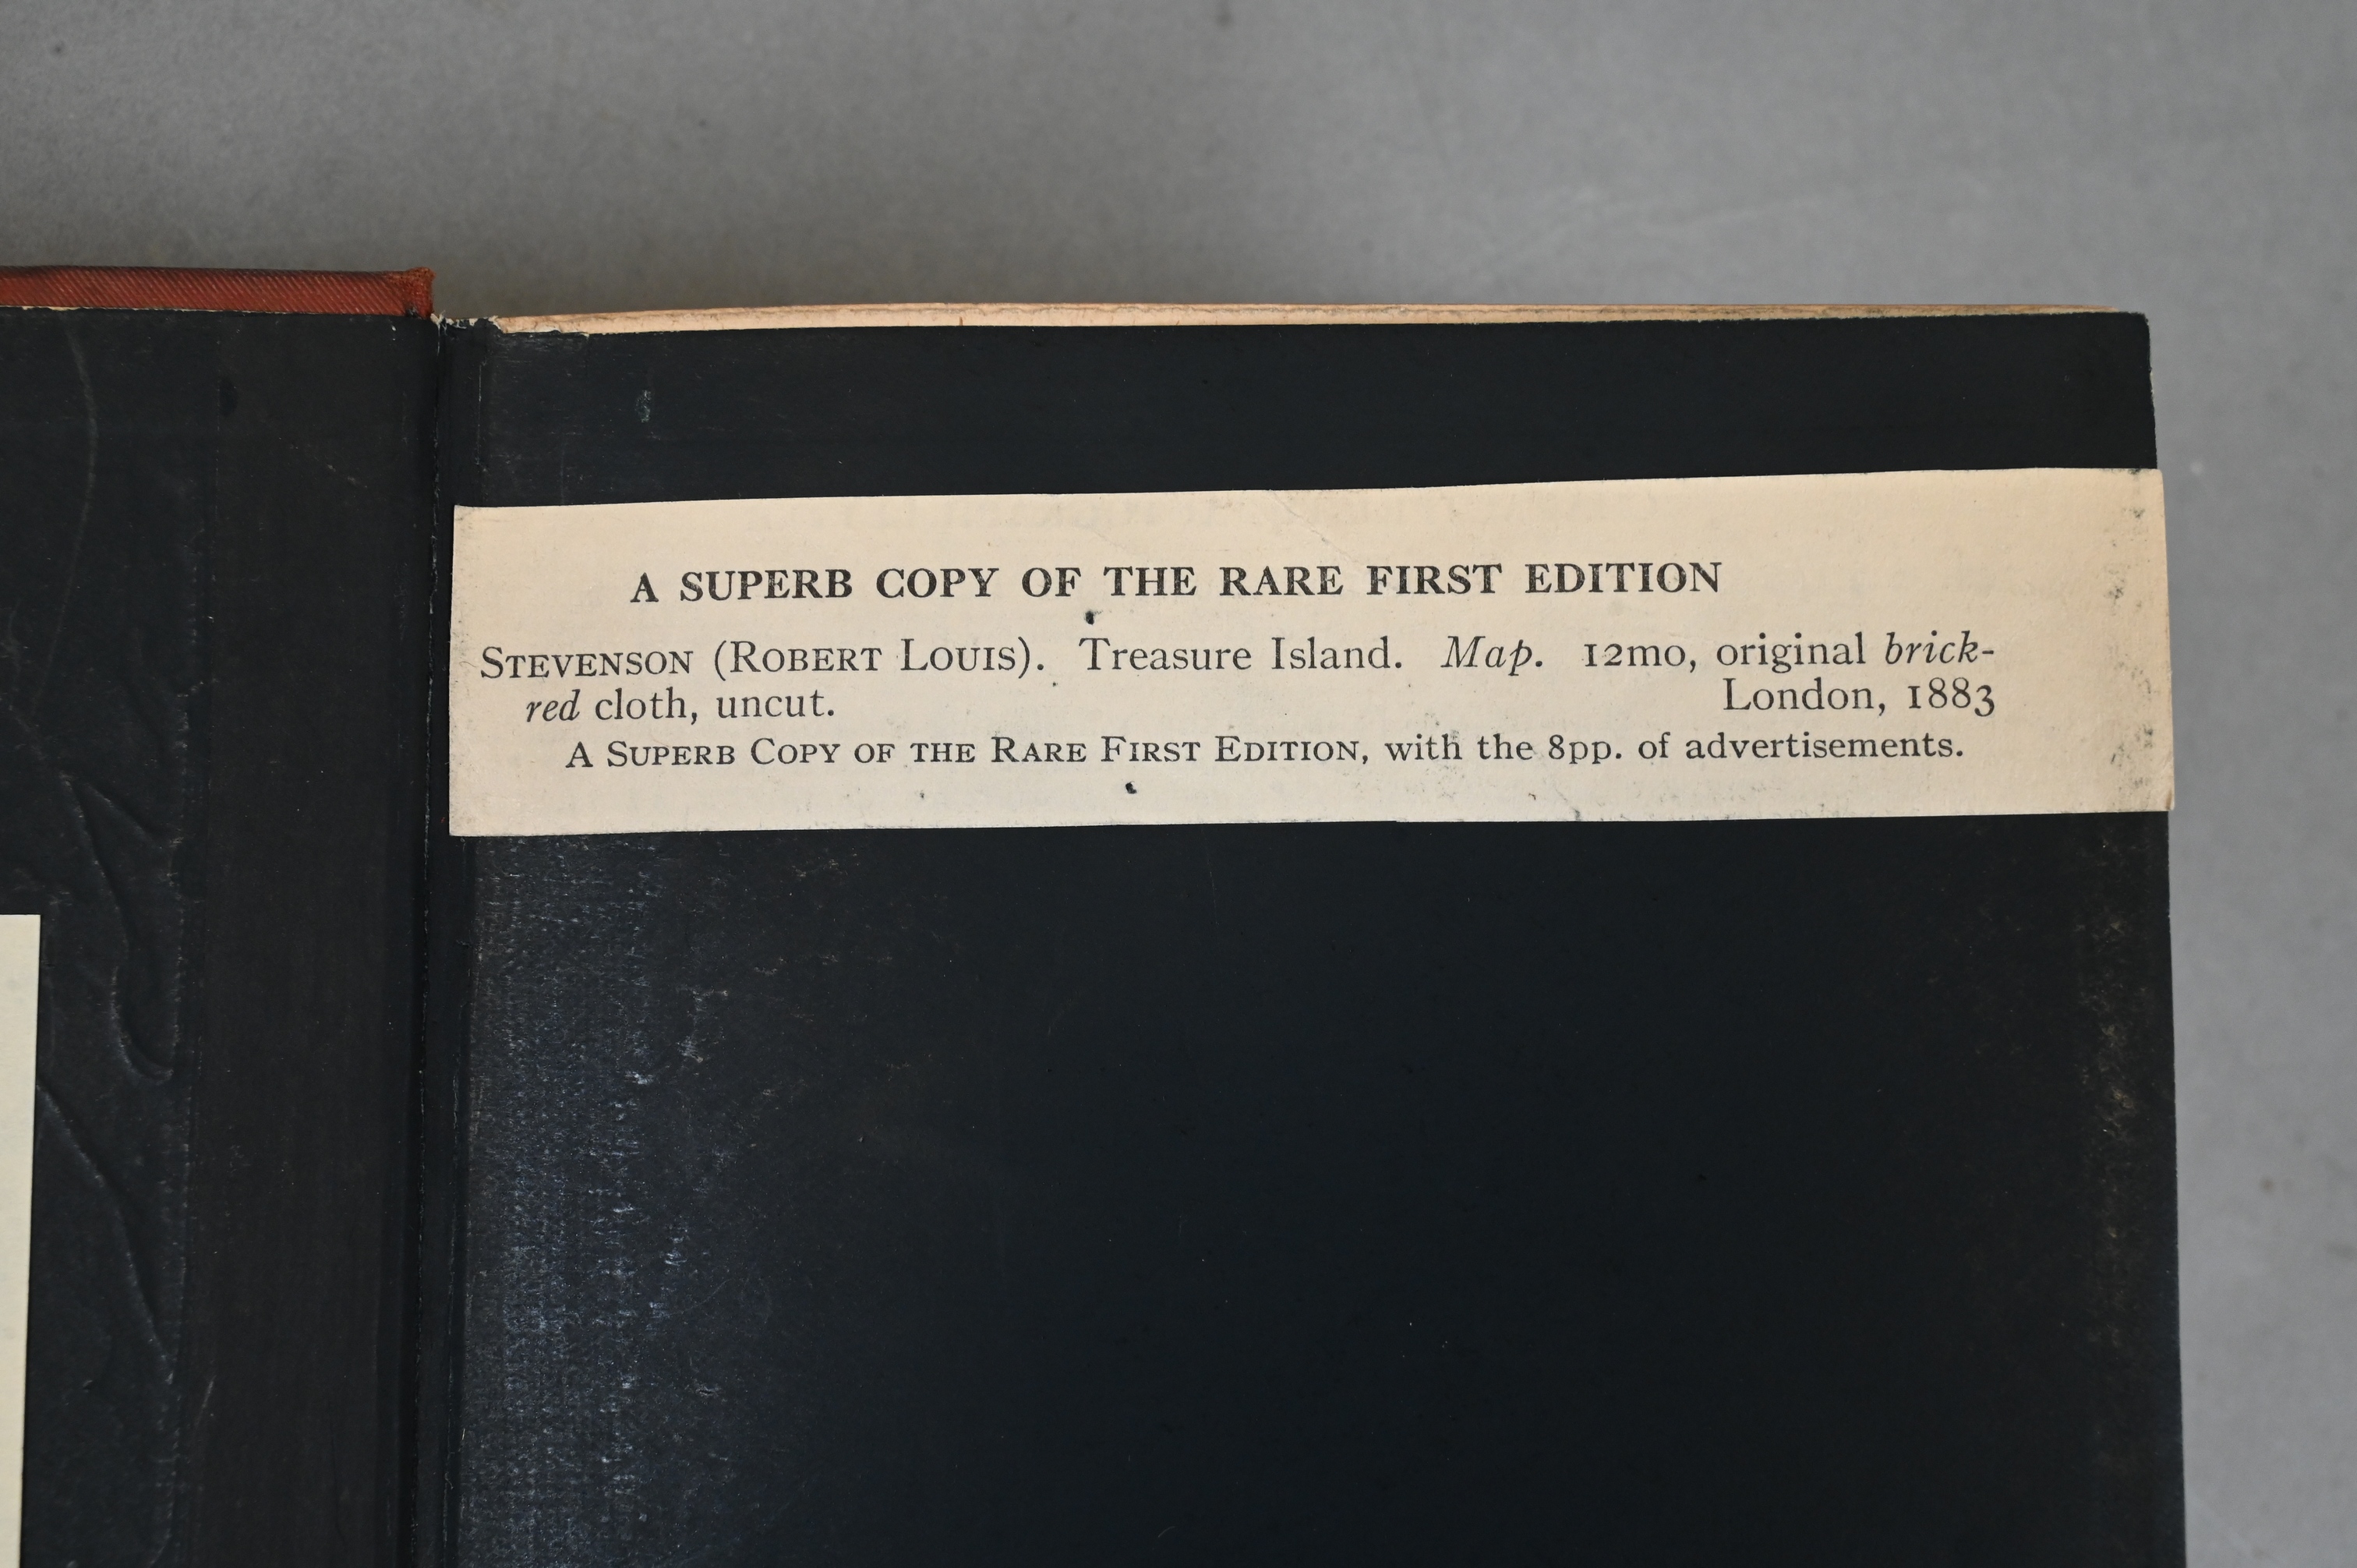 A SUPERB COPY OF THE RARE FIRST EDITION
STEVENSON (ROBERT LOUIS). Treasure Island. Map. 12mo, original brick-
red cloth, uncut. London, 1883
A SUPERB COPY OF THE RARE FIRST EDITION, with the 8pp. of advertisements.